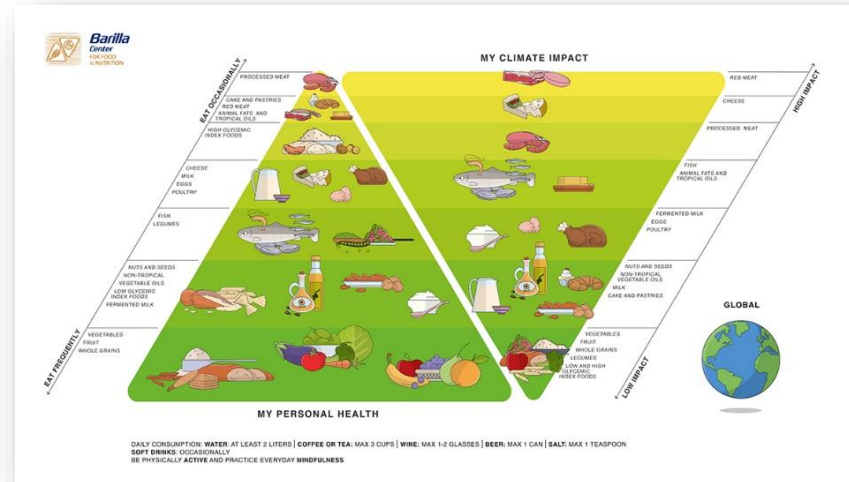 Barilla
Center
FOR FOOD
& NUTRITION
MY CLIMATE IMPACT
EAT OCCASIONALLY
PROCESSED MEAT
CAKE AND PASTRIES
RED MEAT
ANIMAL FATS AND
TROPICAL OILS
HIGH GLYCEMIC
INDEX FOODS
CHEESE
MILK
EGGS
POULTRY
FISH
LEGUMES
NUTS AND SEEDS
NON-TROPICAL
VEGETABLE OILS
LOW GLYCEMIC
INDEX FOODS
FERMENTED MILK
VEGETABLES
FRUIT
WHOLE GRAINS
EAT FREQUENTLY
MY PERSONAL HEALTH
RED MEAT
HIGH IMPACT
CHEESE
PROCESSED MEAT
FISH
ANIMAL FATS AND
TROPICAL OILS
FERMENTED MILK
EGGS
POULTRY
NUTS AND SEEDS
NON-TROPICAL
VEGETABLE OILS
MILK
CAKE AND PASTRIES
VEGETABLES
FRUIT
WHOLE GRAINS
LEGUMES
LOW AND HIGH
GLYCEMIC
INDEX FOODS
LOW IMPACT
GLOBAL
DAILY CONSUMPTION: WATER: AT LEAST 2 LITERS | COFFEE OR TEA: MAX 3 CUPS | WINE: MAX 1-2 GLASSES | BEER: MAX 1 CAN | SALT: MAX 1 TEASPOON
SOFT DRINKS: OCCASIONALLY
BE PHYSICALLY ACTIVE AND PRACTICE EVERYDAY MINDFULNESS